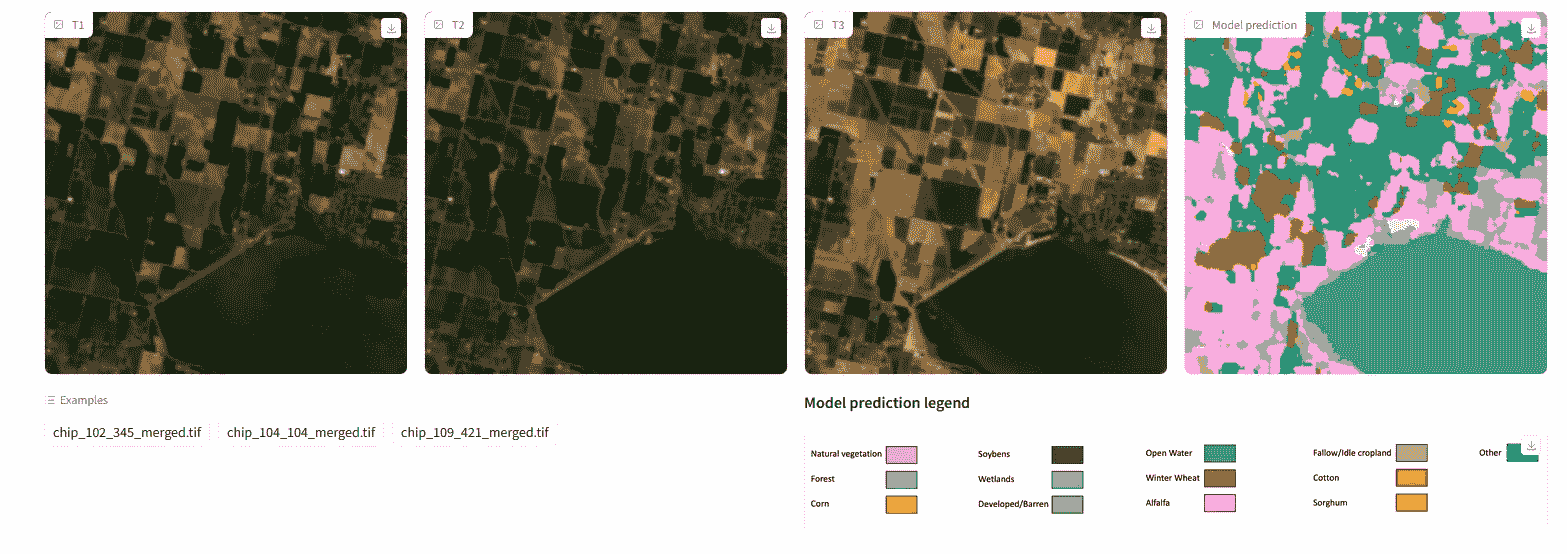 T1
T2
T3
Model prediction
Examples
chip_102_345_merged.tif
chip_104_104_merged.tif
chip_109_421_merged.tif
Model prediction legend
Natural vegetation
Soybens
Open Water
Fallow/Idle cropland
Other
Forest
Wetlands
Winter Wheat
Cotton
Corn
Developed/Barren
Alfalfa
Sorghum